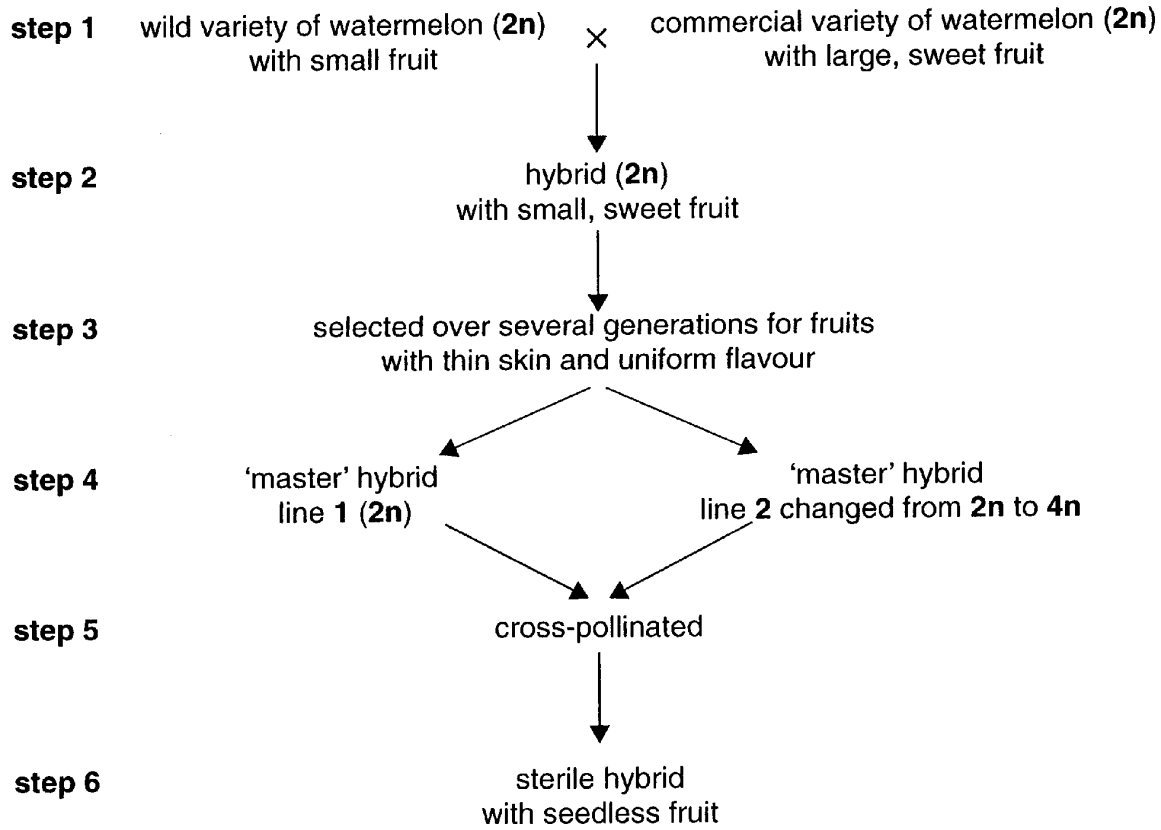 step 1 wild variety of watermelon (2n) × commercial variety of watermelon (2n)
with small fruit with large, sweet fruit
step 2 hybrid (2n)
with small, sweet fruit
step 3 selected over several generations for fruits
with thin skin and uniform flavour
step 4 'master' hybrid 'master' hybrid
line 1 (2n) line 2 changed from 2n to 4n
step 5 cross-pollinated
step 6 sterile hybrid
with seedless fruit